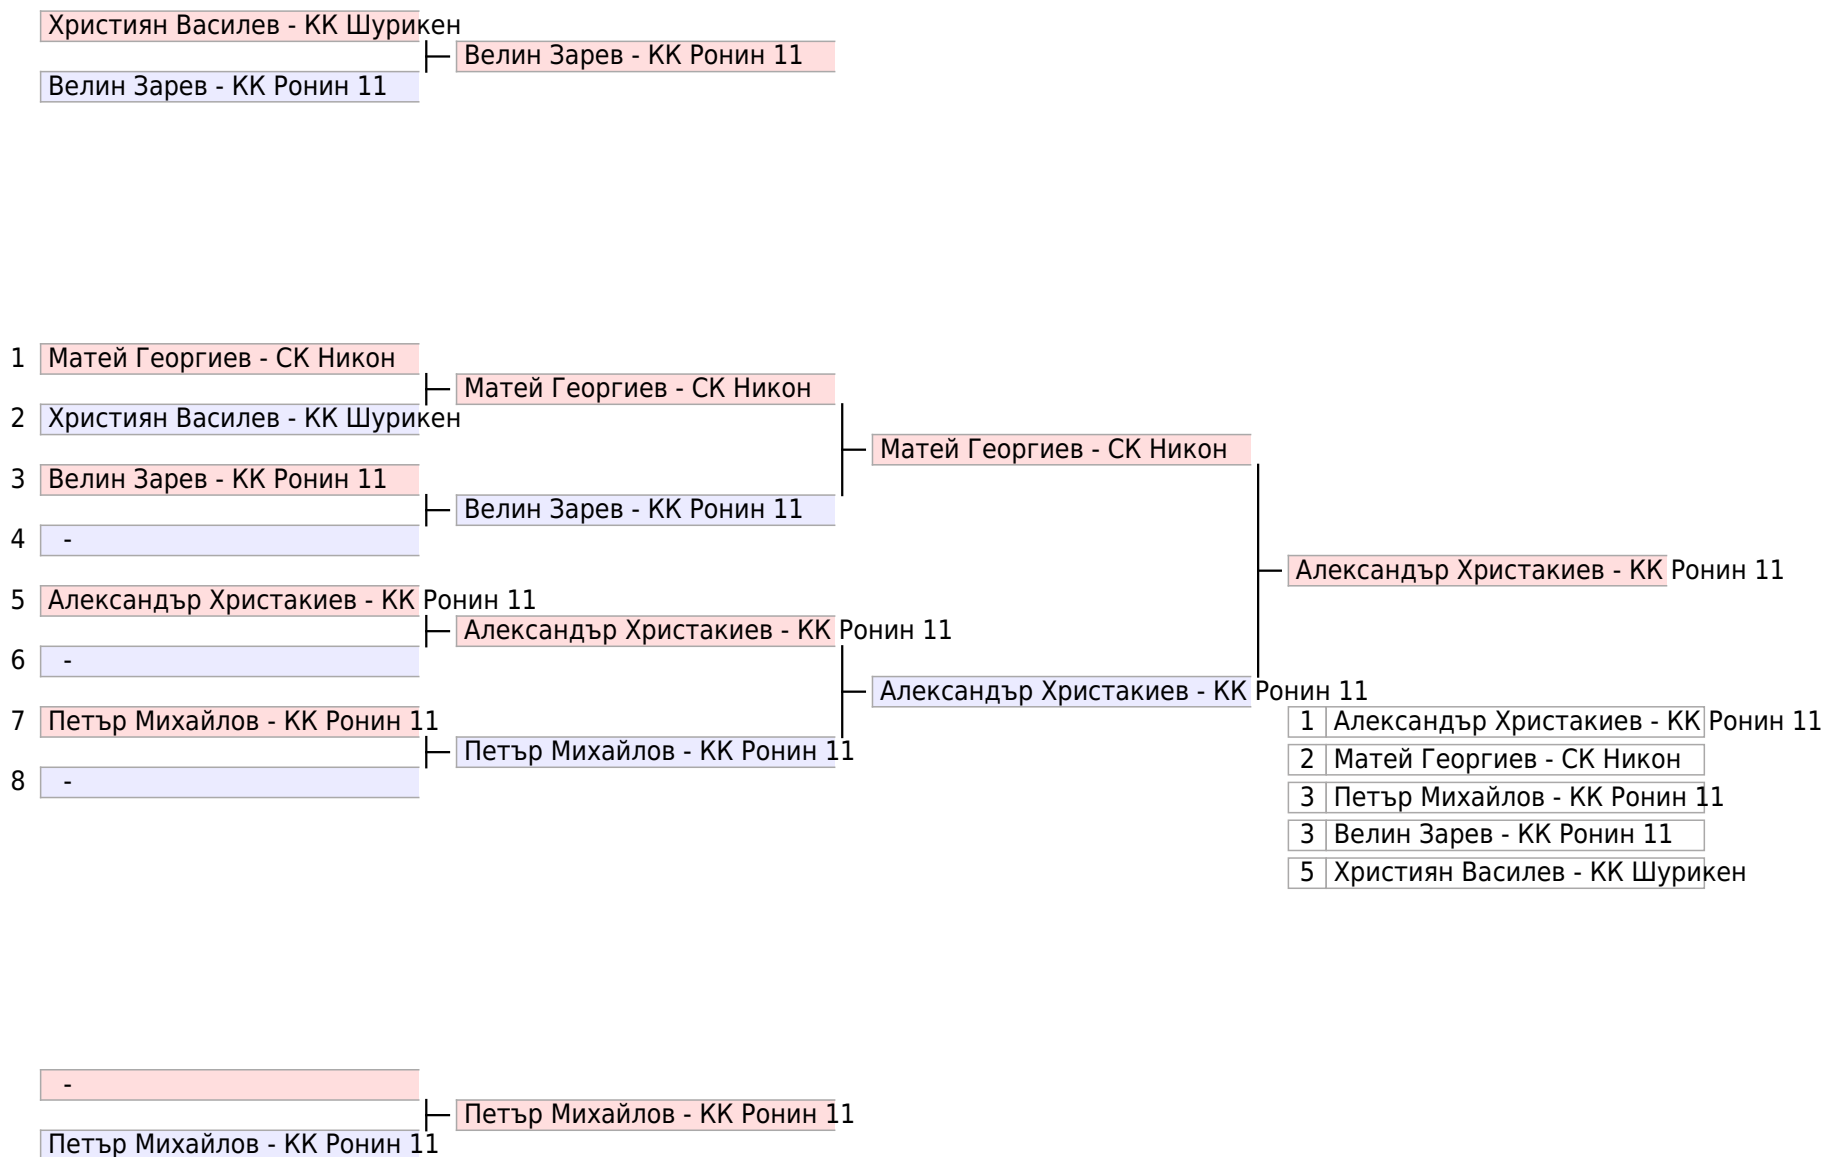 Християн Василев - КК Шурикен
Велин Зарев - КК Ронин 11
Велин Зарев - КК Ронин 11
1 Матей Георгиев - СК Никон
Матей Георгиев - СК Никон
2 Християн Василев - КК Шурикен
Матей Георгиев - СК Никон
3 Велин Зарев - КК Ронин 11
Велин Зарев - КК Ронин 11
4 -
Александър Христакиев - КК Ронин 11
5 Александър Христакиев - КК Ронин 11
Александър Христакиев - КК Ронин 11
6 -
Александър Христакиев - КК Ронин 11
7 Петър Михайлов - КК Ронин 11
Петър Михайлов - КК Ронин 11
8 -
1 Александър Христакиев - КК Ронин 11
2 Матей Георгиев - СК Никон
3 Петър Михайлов - КК Ронин 11
3 Велин Зарев - КК Ронин 11
5 Християн Василев - КК Шурикен
-
Петър Михайлов - КК Ронин 11
Петър Михайлов - КК Ронин 11